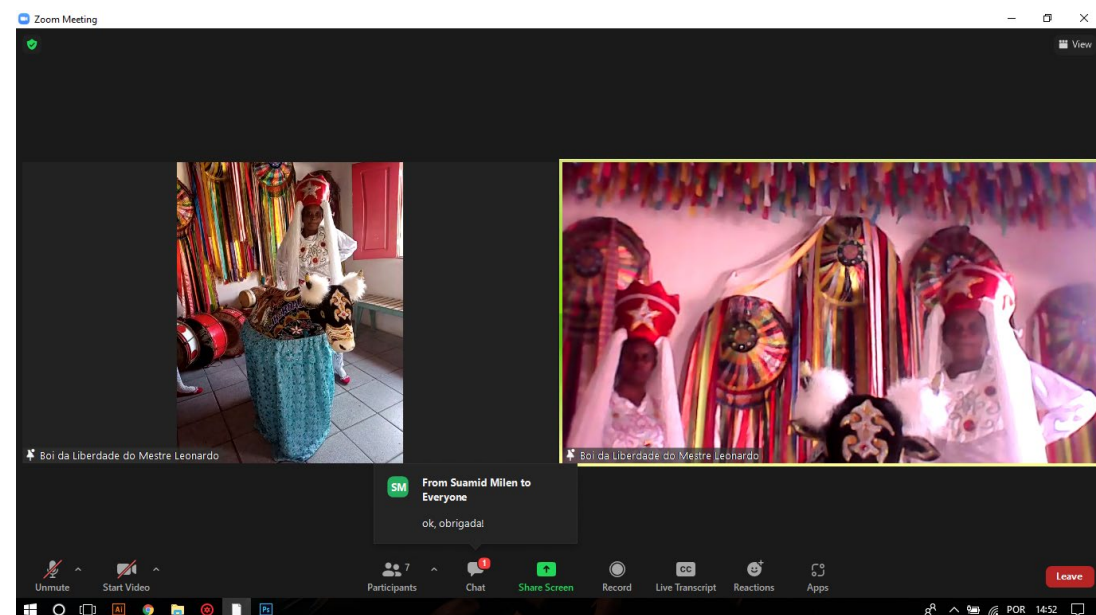 Zoom Meeting
View
Boi da Liberdade do Mestre Leonardo
Boi da Liberdade do Mestre Leonardo
SM
From Suamid Milen to
Everyone
ok, obrigada!
7
1
CC
Unmute
Start Video
Participants
Chat
Share Screen
Record
Live Transcript
Reactions
Apps
Leave
Ai
Ps
POR
14:52